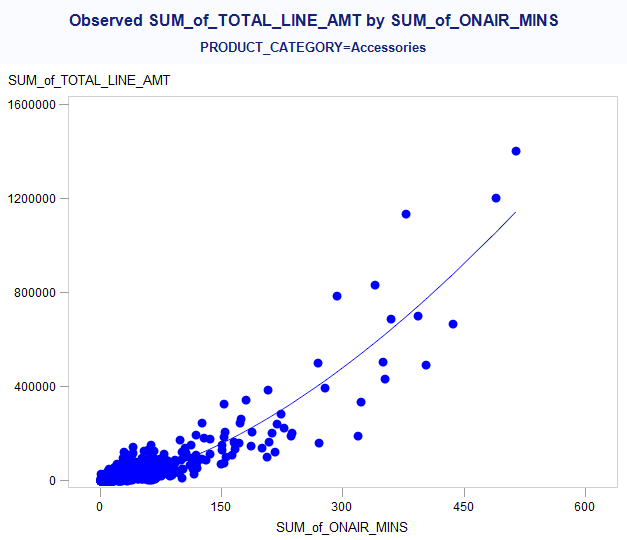 Observed SUM_of_TOTAL_LINE_AMT by SUM_of_ONAIR_MINS
PRODUCT_CATEGORY=Accessories
SUM_of_TOTAL_LINE_AMT
1600000
1200000
800000
400000
0
0 150 300 450 600
SUM_of_ONAIR_MINS